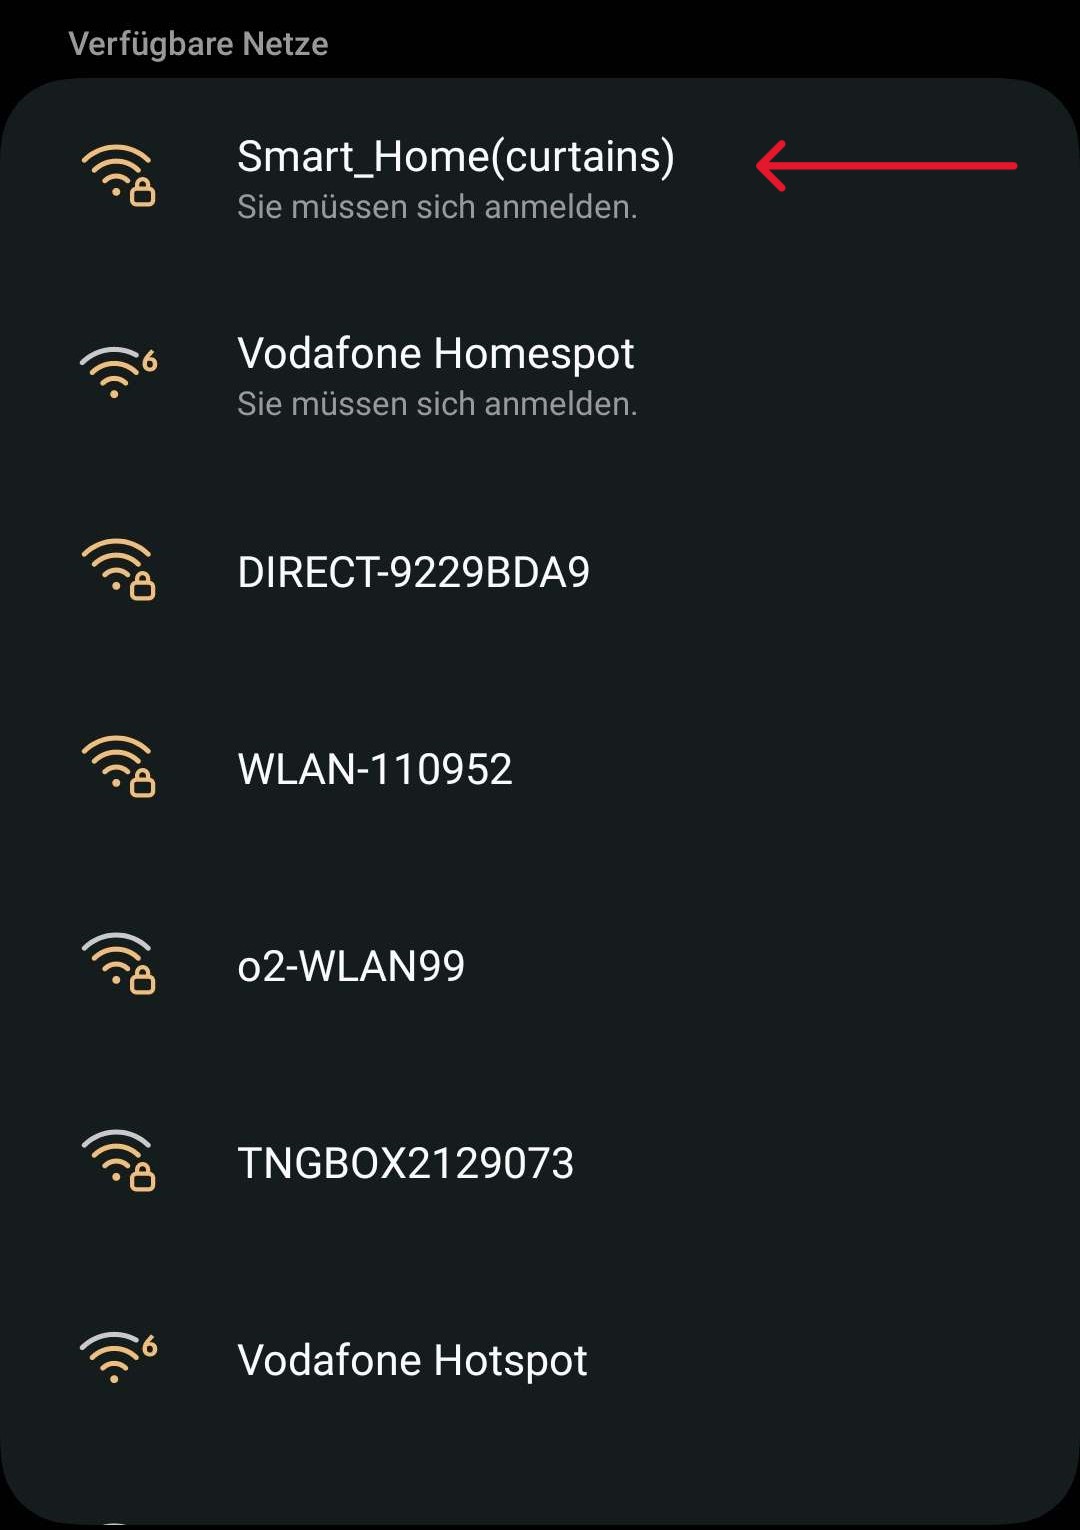 Verfügbare Netze
Smart_Home(curtains)
Sie müssen sich anmelden.
6
Vodafone Homespot
Sie müssen sich anmelden.
DIRECT-9229BDA9
WLAN-110952
o2-WLAN99
TNGBOX2129073
6
Vodafone Hotspot